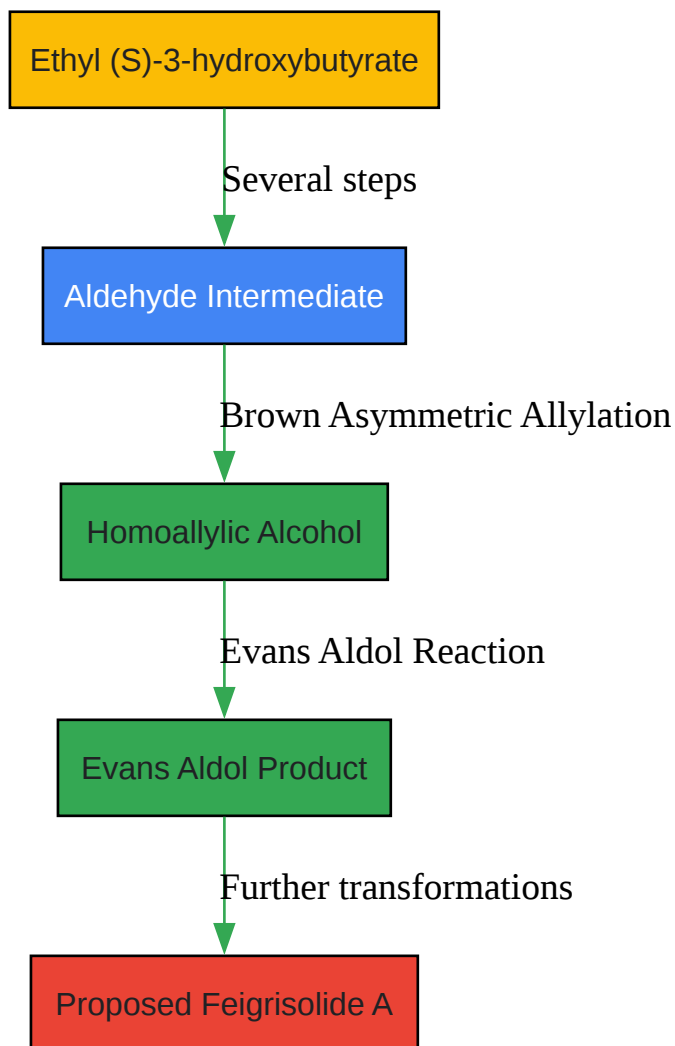 Ethyl (S)-3-hydroxybutyrate
Several steps
Aldehyde Intermediate
Brown Asymmetric Allylation
Homoallylic Alcohol
Evans Aldol Reaction
Evans Aldol Product
Further transformations
Proposed Feigrisolide A